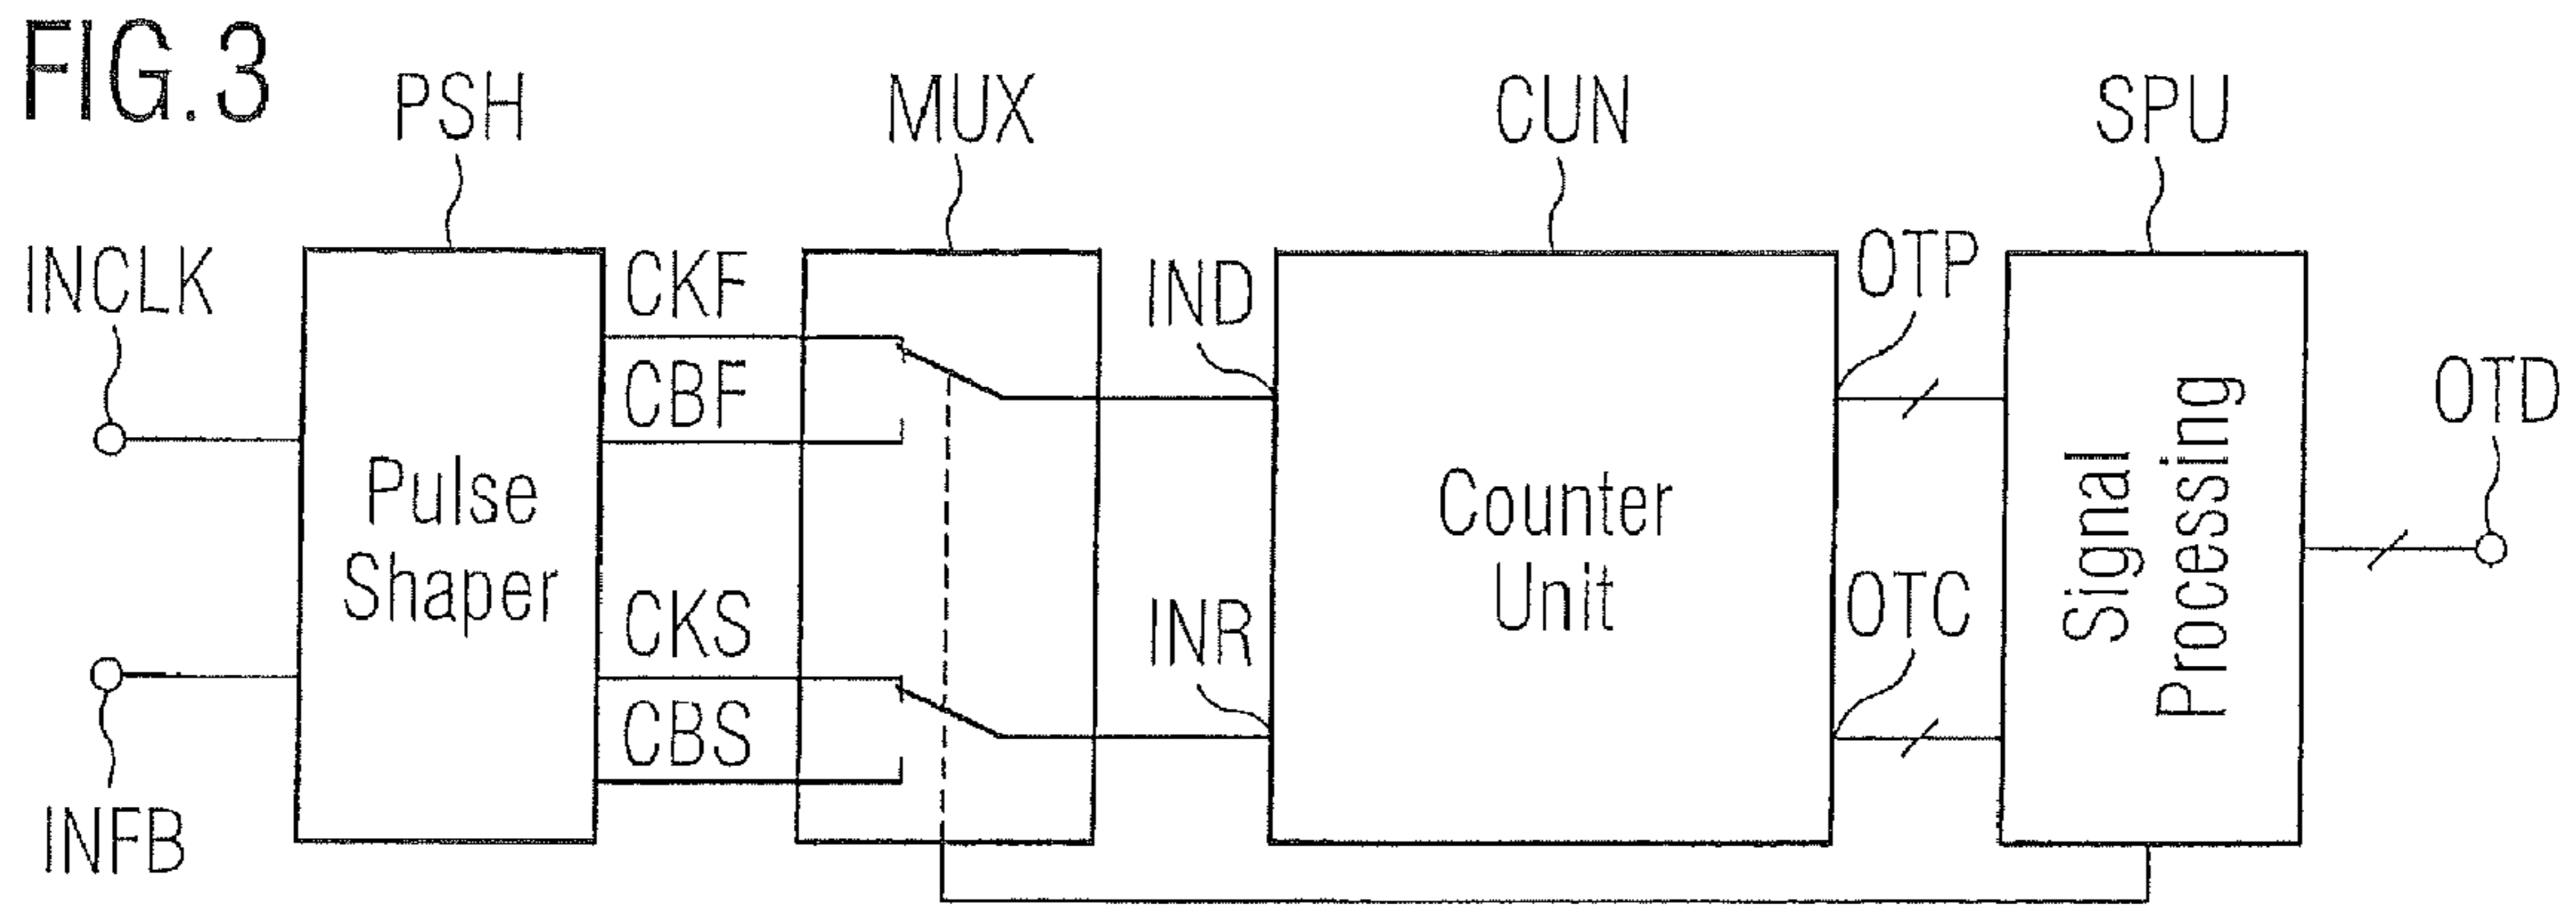 FIG. 3
PSH
MUX
CUN
SPU
INCLK
CKF
IND
OTP
CBF
OTD
Pulse
Shaper
Counter
Unit
Signal
Processing
CKS
INR
OTC
CBS
INFB